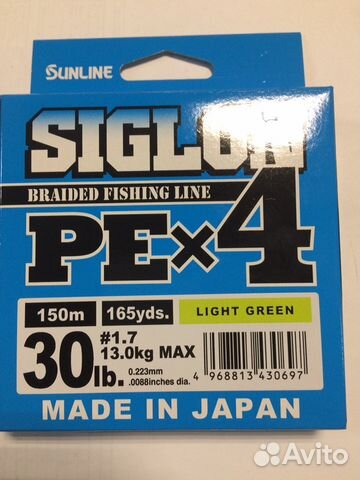 SUNLINE
SIGLON
BRAIDED FISHING LINE
PE×4
150m 165yds. LIGHT GREEN
30lb. #1.7
13.0kg MAX
0.223mm
.0088inches dia.
4 968813 430697
MADE IN JAPAN
Avito